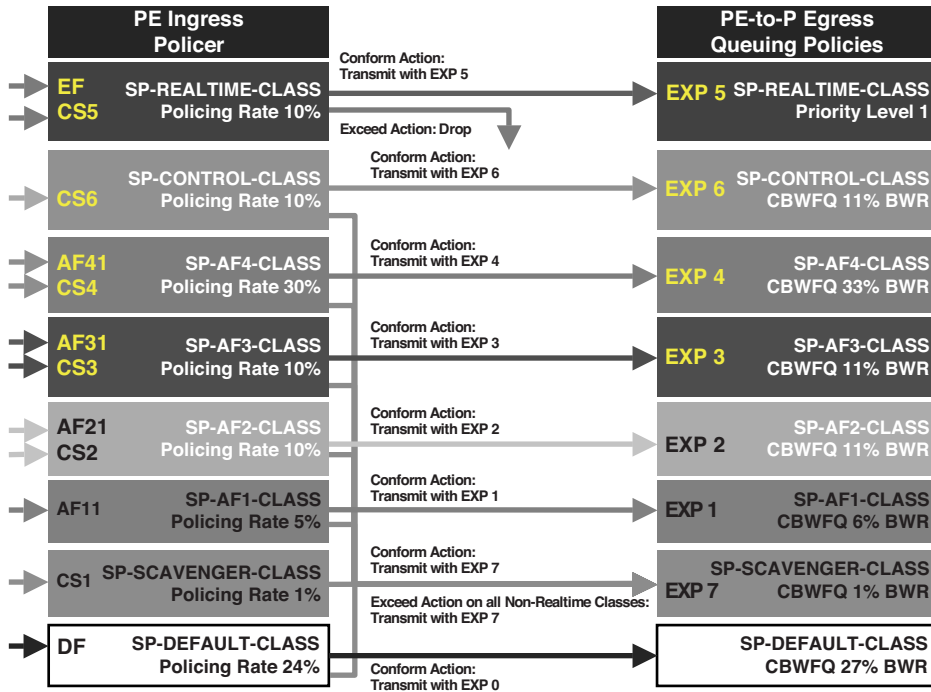 PE Ingress
Policer
PE-to-P Egress
Queuing Policies
EF
CS5
SP-REALTIME-CLASS
Policing Rate 10%
Conform Action:
Transmit with EXP 5
Exceed Action: Drop
EXP 5
SP-REALTIME-CLASS
Priority Level 1
CS6
SP-CONTROL-CLASS
Policing Rate 10%
Conform Action:
Transmit with EXP 6
EXP 6
SP-CONTROL-CLASS
CBWFQ 11% BWR
AF41
CS4
SP-AF4-CLASS
Policing Rate 30%
Conform Action:
Transmit with EXP 4
EXP 4
SP-AF4-CLASS
CBWFQ 33% BWR
AF31
CS3
SP-AF3-CLASS
Policing Rate 10%
Conform Action:
Transmit with EXP 3
EXP 3
SP-AF3-CLASS
CBWFQ 11% BWR
AF21
CS2
SP-AF2-CLASS
Policing Rate 10%
Conform Action:
Transmit with EXP 2
EXP 2
SP-AF2-CLASS
CBWFQ 11% BWR
AF11
SP-AF1-CLASS
Policing Rate 5%
Conform Action:
Transmit with EXP 1
EXP 1
SP-AF1-CLASS
CBWFQ 6% BWR
CS1
SP-SCAVENGER-CLASS
Policing Rate 1%
Conform Action:
Transmit with EXP 7
Exceed Action on all Non-Realtime Classes:
Transmit with EXP 7
EXP 7
SP-SCAVENGER-CLASS
CBWFQ 1% BWR
DF
SP-DEFAULT-CLASS
Policing Rate 24%
Conform Action:
Transmit with EXP 0
SP-DEFAULT-CLASS
CBWFQ 27% BWR